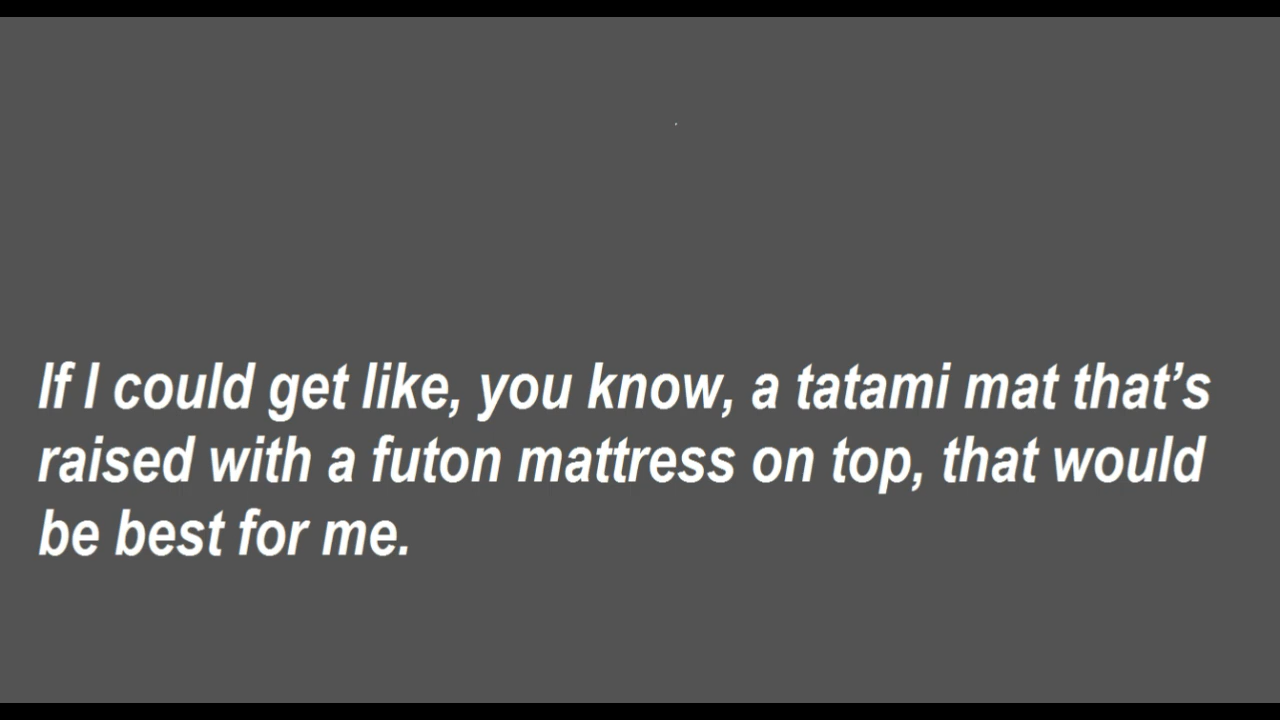 If I could get like, you know, a tatami mat that’s
raised with a futon mattress on top, that would
be best for me.